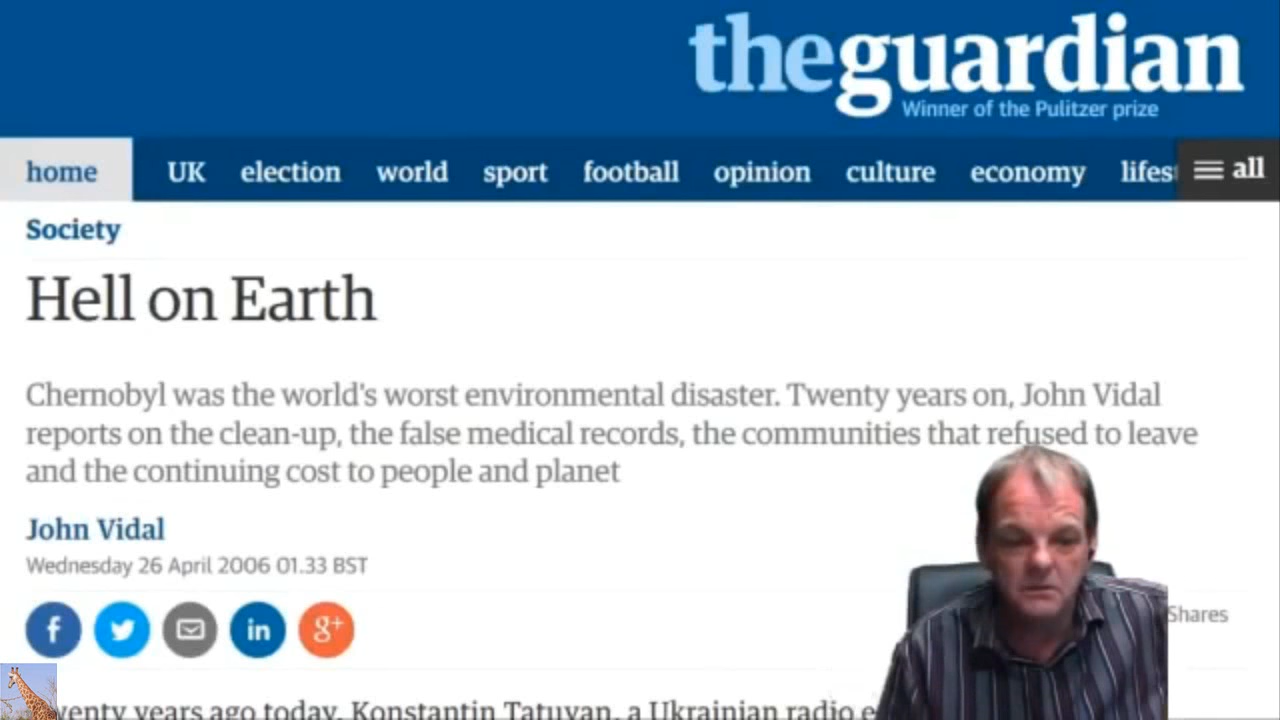 theguardian
Winner of the Pulitzer prize
home UK election world sport football opinion culture economy lifes all
Society
Hell on Earth
Chernobyl was the world's worst environmental disaster. Twenty years on, John Vidal
reports on the clean-up, the false medical records, the communities that refused to leave
and the continuing cost to people and planet
John Vidal
Wednesday 26 April 2006 01.33 BST
f in g+
Shares
wenty years ago today, Konstantin Tatuyan, a Ukrainian radio e